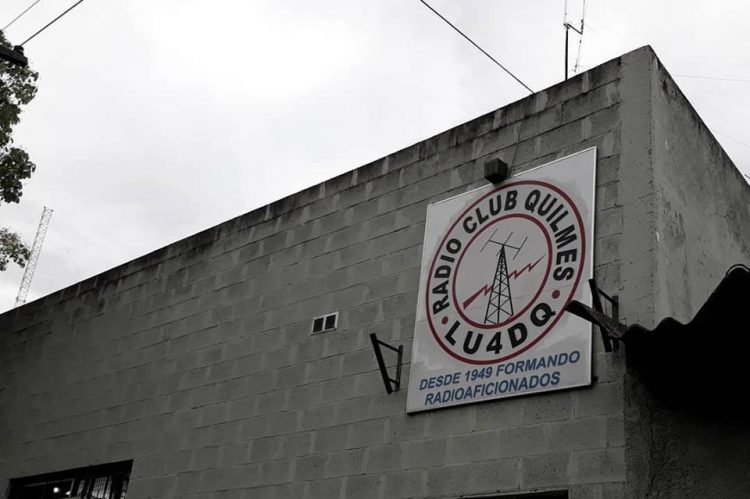 RADIO CLUB QUILMES
• LU4DQ •
DESDE 1949 FORMANDO
RADIOAFICIONADOS